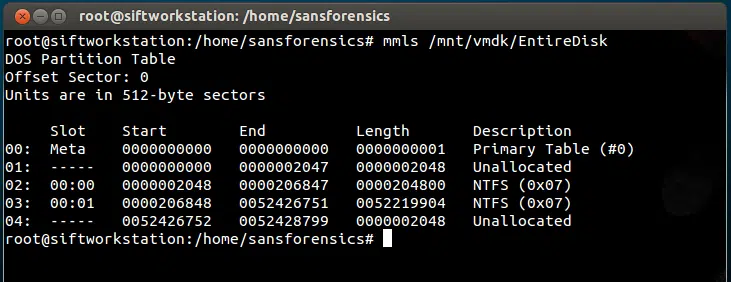 root@siftworkstation: /home/sansforensics
root@siftworkstation:/home/sansforensics# mmls /mnt/vmdk/EntireDisk
DOS Partition Table
Offset Sector: 0
Units are in 512-byte sectors

     Slot    Start        End          Length       Description
00:  Meta    0000000000   0000000000   0000000001   Primary Table (#0)
01:  -----   0000000000   0000002047   0000002048   Unallocated
02:  00:00   0000002048   0000206847   0000204800   NTFS (0x07)
03:  00:01   0000206848   0052426751   0052219904   NTFS (0x07)
04:  -----   0052426752   0052428799   0000002048   Unallocated
root@siftworkstation:/home/sansforensics#